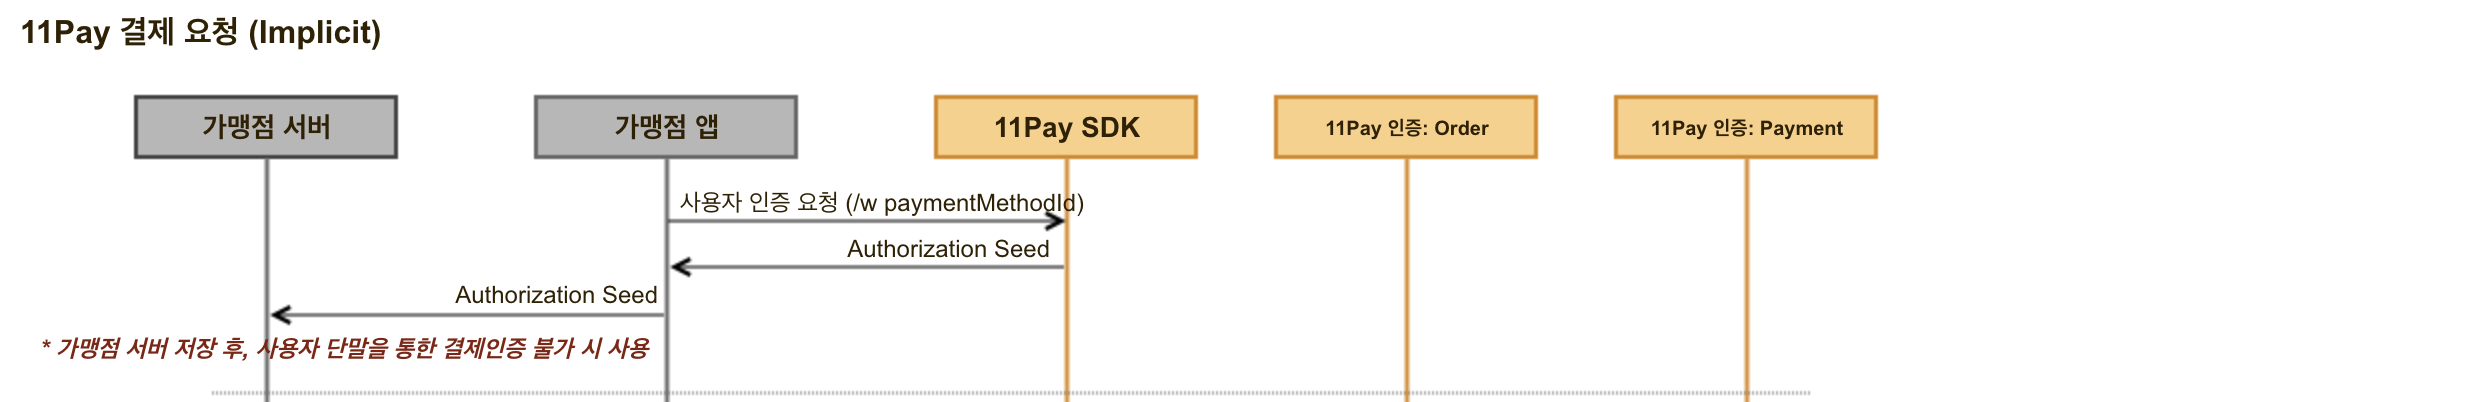 11Pay 결제 요청 (Implicit)
가맹점 서버
가맹점 앱
11Pay SDK
11Pay 인증: Order
11Pay 인증: Payment
사용자 인증 요청 (/w paymentMethodId)
Authorization Seed
Authorization Seed
* 가맹점 서버 저장 후, 사용자 단말을 통한 결제인증 불가 시 사용